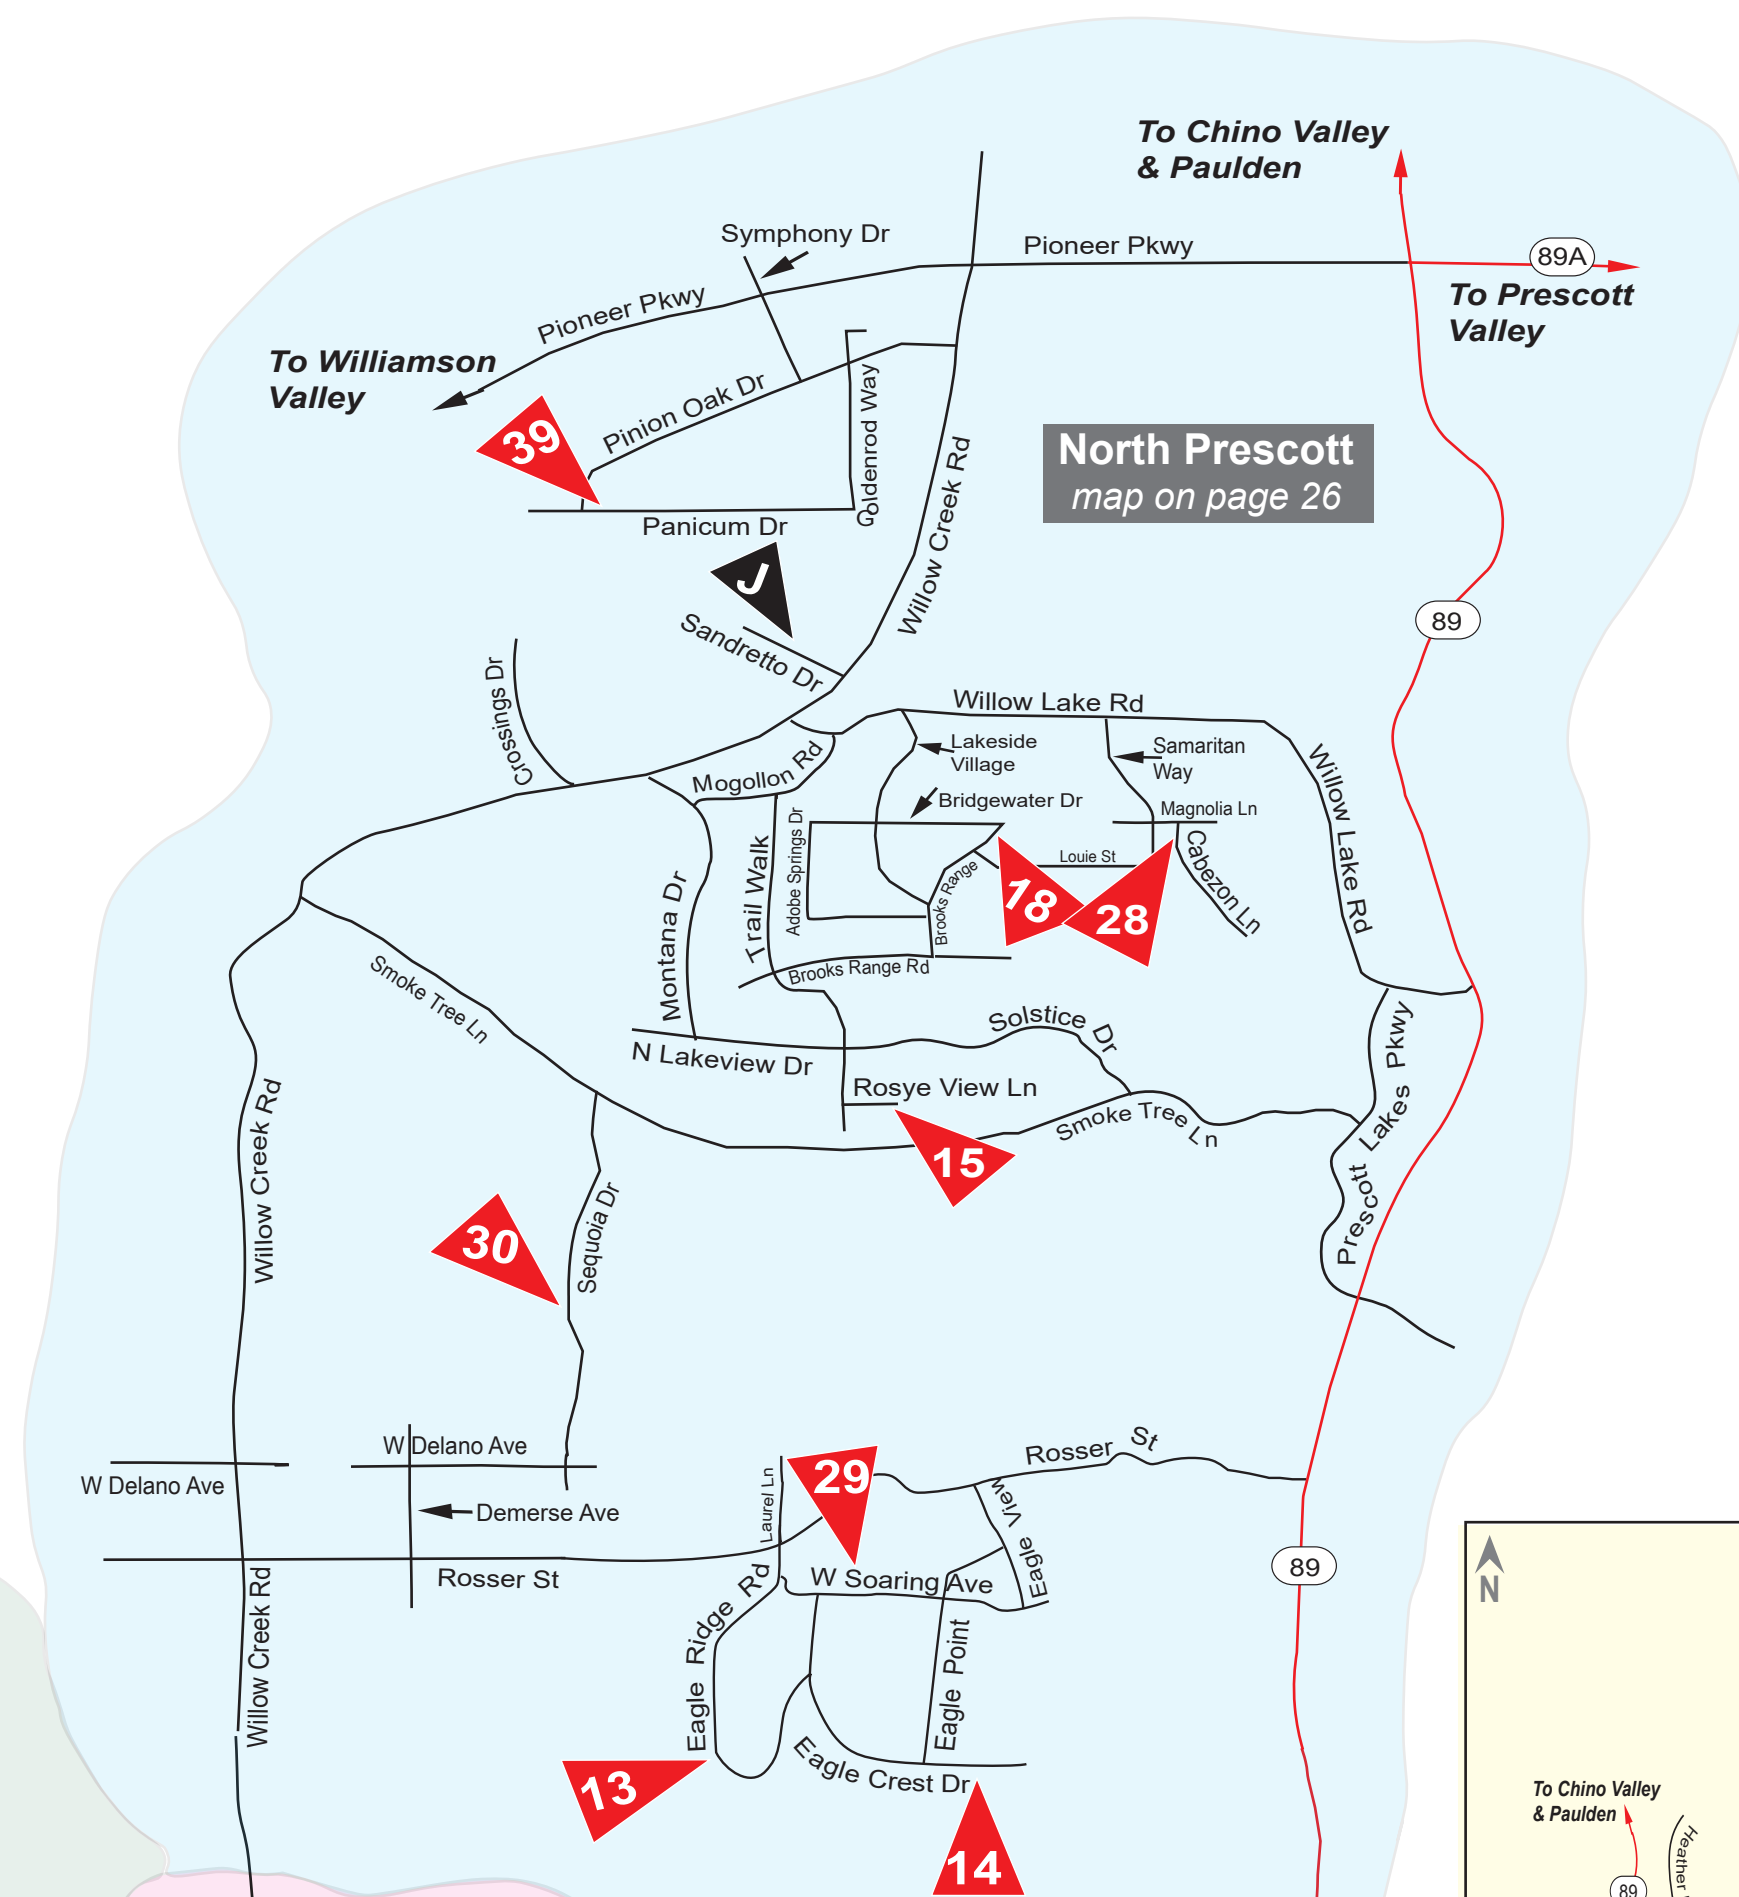 To Chino Valley
& Paulden
Symphony Dr
Pioneer Pkwy
89A
To Prescott
Valley
Pioneer Pkwy
To Williamson
Valley
39
Pinion Oak Dr
Goldenrod Way
Willow Creek Rd
North Prescott
map on page 26
Panicum Dr
J
Sandretto Dr
89
Crossings Dr
Willow Lake Rd
Mogollon Rd
Lakeside
Village
Samaritan
Way
Bridgewater Dr
Magnolia Ln
Willow Lake Rd
Adobe Springs Dr
Trail Walk
Montana Dr
Louie St
Cabezon Ln
Brooks Range
18
28
Brooks Range Rd
Smoke Tree Ln
Solstice Dr
N Lakeview Dr
Rosye View Ln
Smoke Tree Ln
Prescott Lakes Pkwy
15
Willow Creek Rd
30
Sequoia Dr
W Delano Ave
W Delano Ave
Demerse Ave
Rosser St
Laurel Ln
29
Rosser St
Eagle View
89
W Soaring Ave
Willow Creek Rd
Eagle Ridge Rd
Eagle Point
Eagle Crest Dr
13
14
N
To Chino Valley
& Paulden
Heather
89